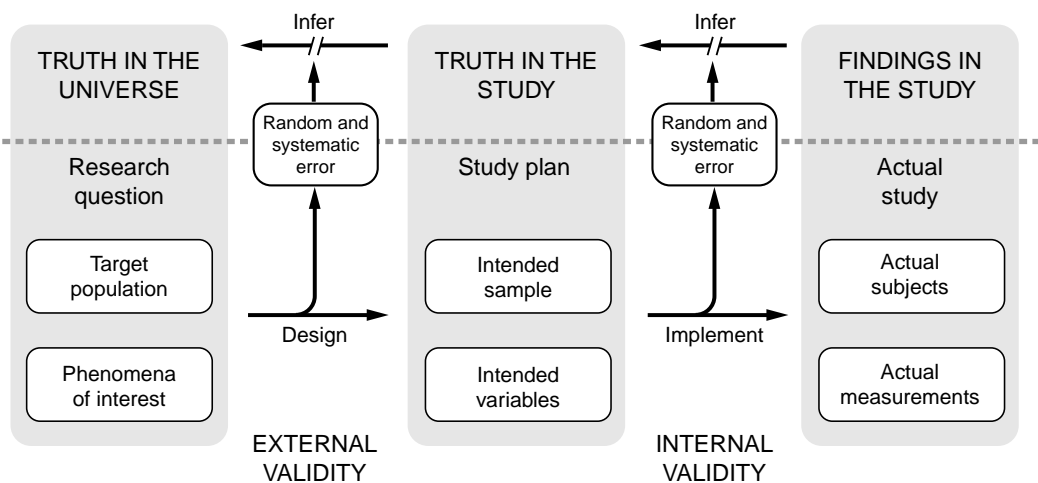 Infer
Infer
TRUTH IN THE
UNIVERSE
TRUTH IN THE
STUDY
FINDINGS IN
THE STUDY
Random and
systematic
error
Random and
systematic
error
Research
question
Study plan
Actual
study
Target
population
Intended
sample
Actual
subjects
Design
Implement
Phenomena
of interest
Intended
variables
Actual
measurements
EXTERNAL
VALIDITY
INTERNAL
VALIDITY